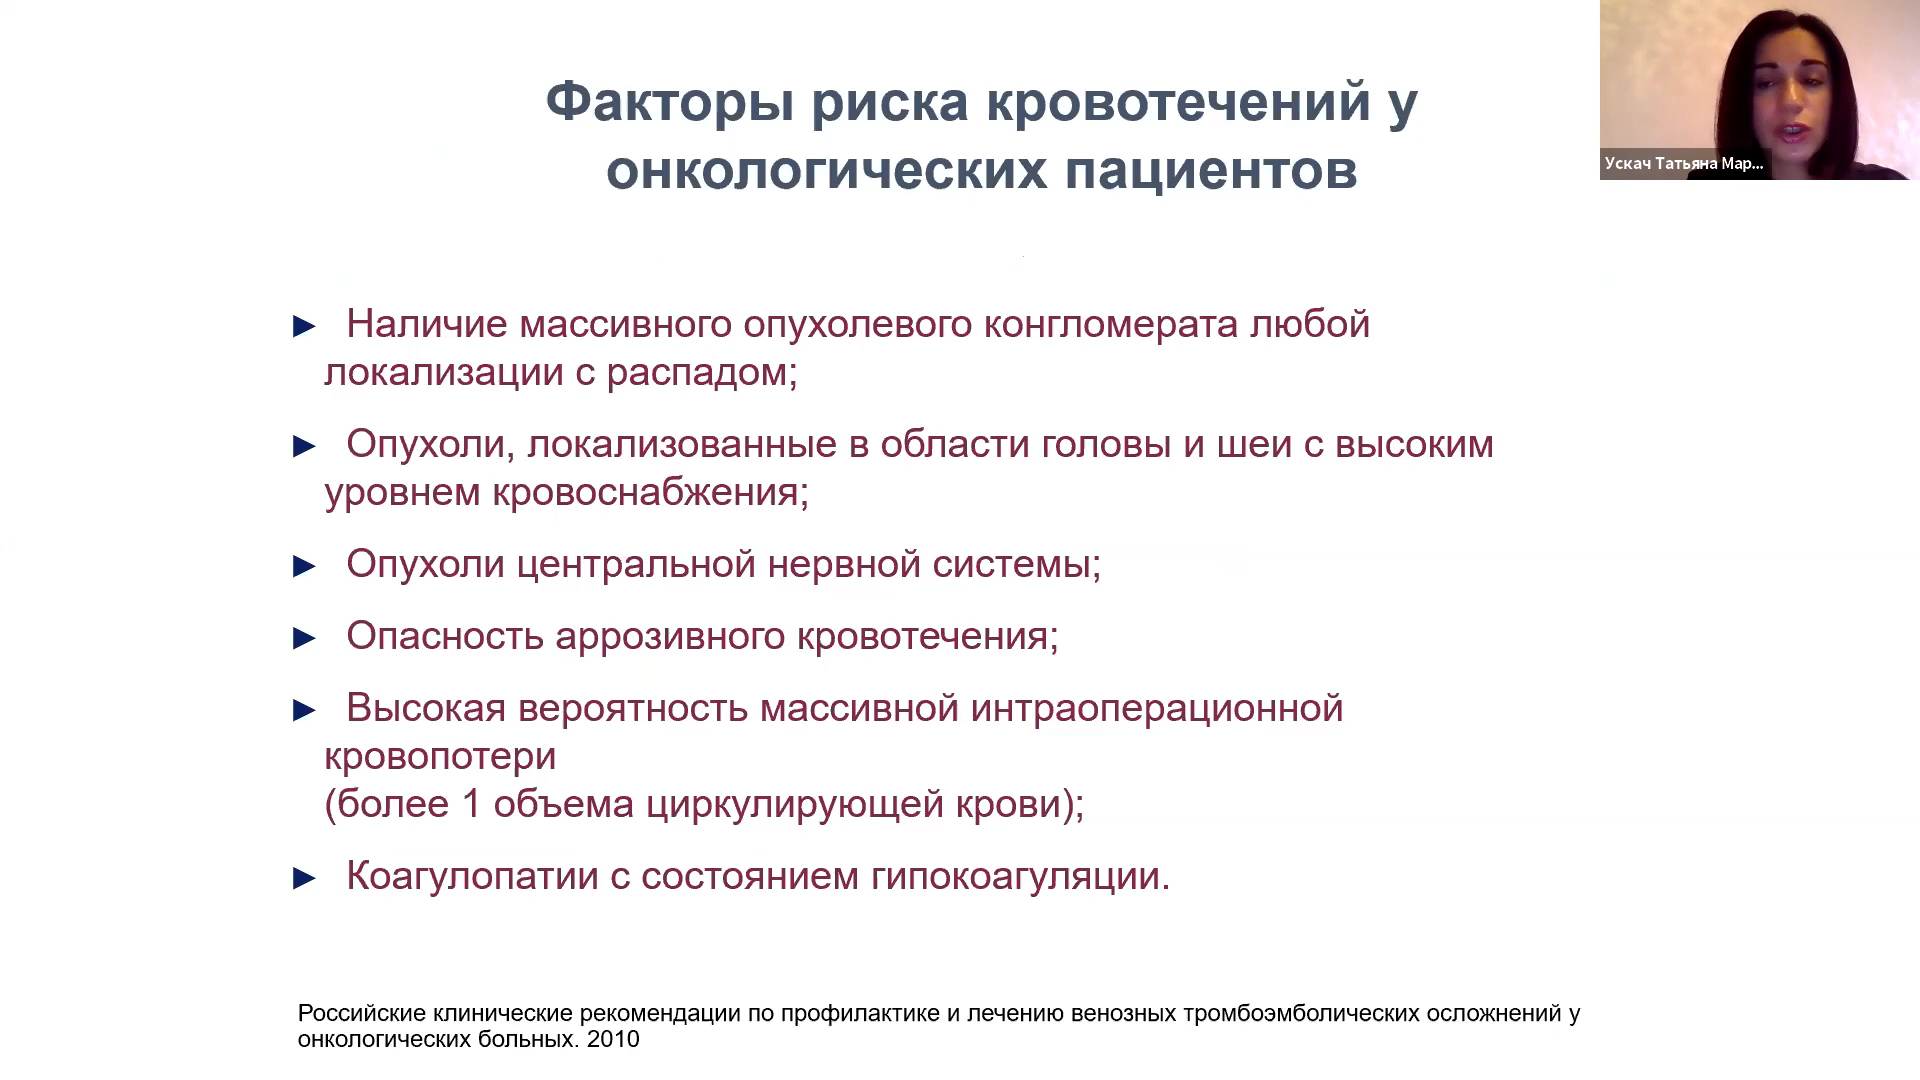 Факторы риска кровотечений у
онкологических пациентов
Ускач Татьяна Мар...
► Наличие массивного опухолевого конгломерата любой
локализации с распадом;
► Опухоли, локализованные в области головы и шеи с высоким
уровнем кровоснабжения;
► Опухоли центральной нервной системы;
► Опасность аррозивного кровотечения;
► Высокая вероятность массивной интраоперационной
кровопотери
(более 1 объема циркулирующей крови);
► Коагулопатии с состоянием гипокоагуляции.
Российские клинические рекомендации по профилактике и лечению венозных тромбоэмболических осложнений у
онкологических больных. 2010